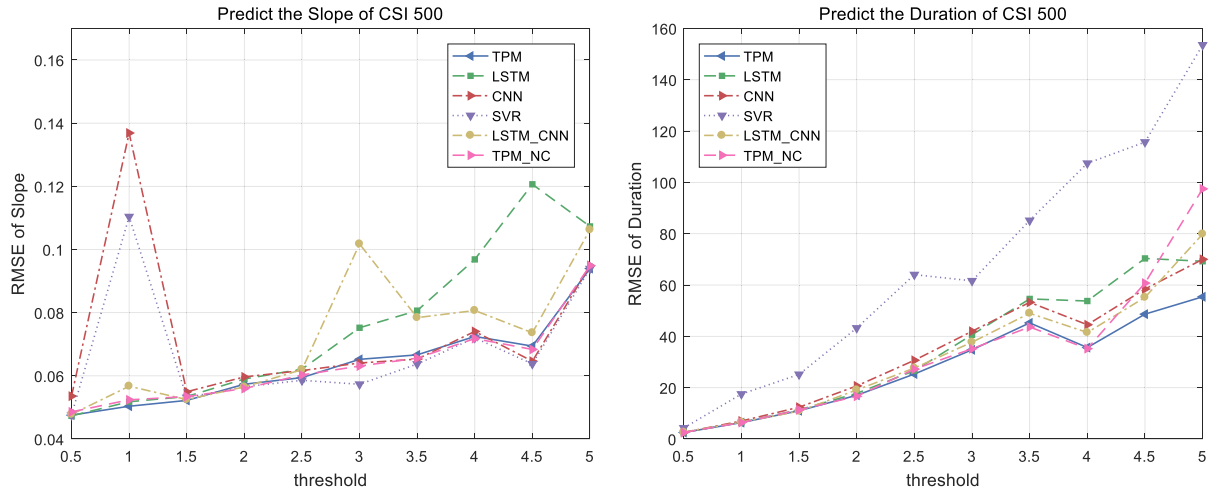 Predict the Slope of CSI 500
RMSE of Slope
0.16
0.14
0.12
0.1
0.08
0.06
0.04
TPM
LSTM
CNN
SVR
LSTM_CNN
TPM_NC
0.5 1 1.5 2 2.5 3 3.5 4 4.5 5
threshold
Predict the Duration of CSI 500
RMSE of Duration
160
140
120
100
80
60
40
20
0
TPM
LSTM
CNN
SVR
LSTM_CNN
TPM_NC
0.5 1 1.5 2 2.5 3 3.5 4 4.5 5
threshold